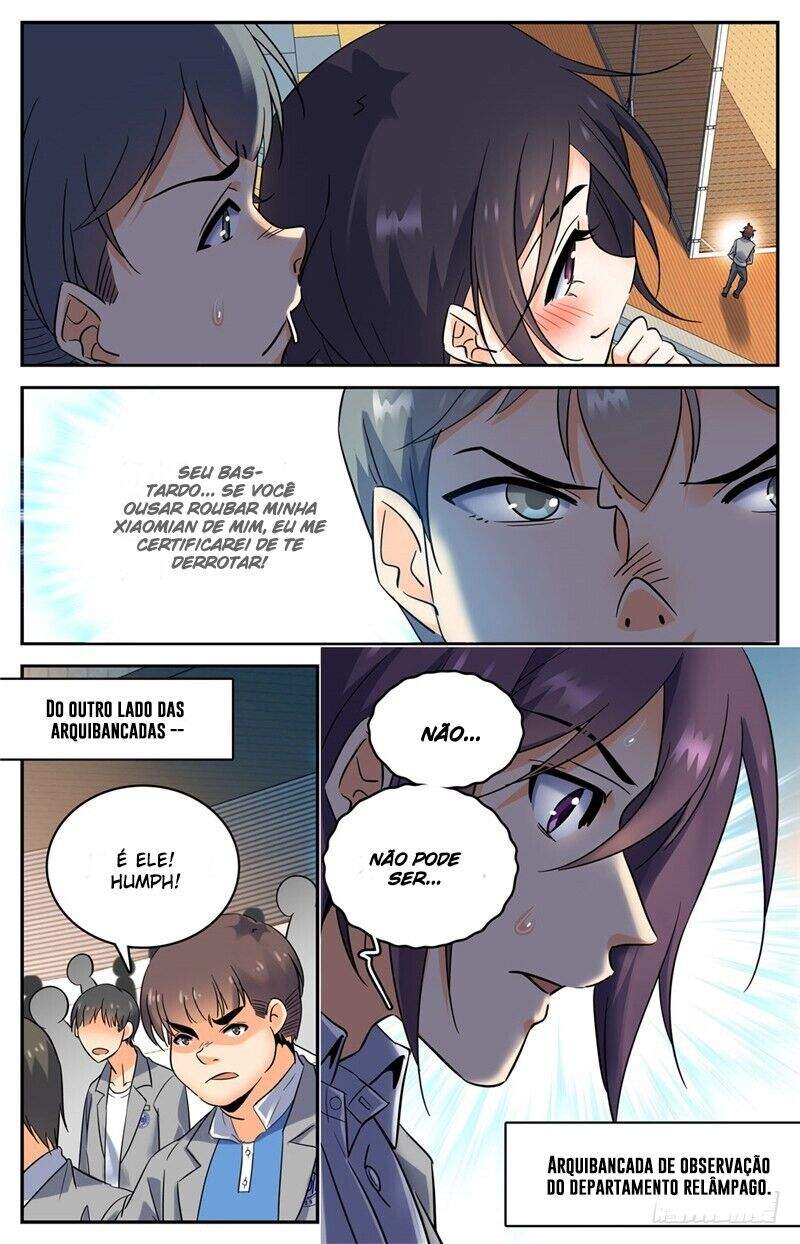 SEU BAS-
TARDO... SE VOCÊ
OUSAR ROUBAR MINHA
XIAOMIAN DE MIM, EU ME
CERTIFICAREI DE TE
DERROTAR!
DO OUTRO LADO DAS
ARQUIBANCADAS --
NÃO...
NÃO PODE
SER...
É ELE!
HUMPH!
ARQUIBANCADA DE OBSERVAÇÃO
DO DEPARTAMENTO RELÂMPAGO.